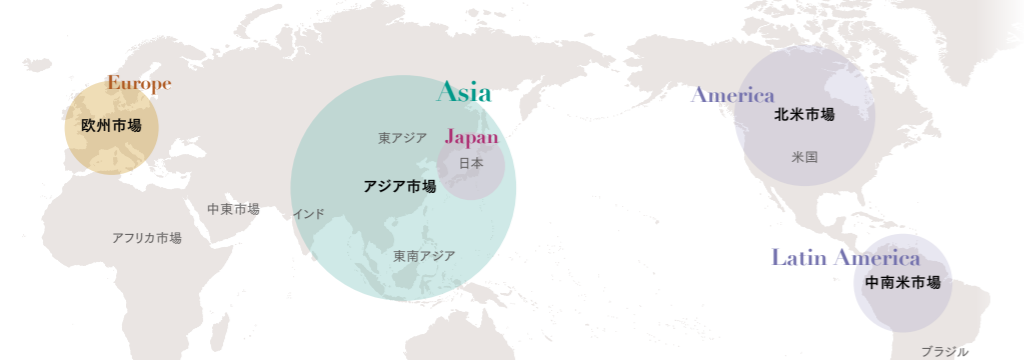 Europe
欧州市場
中東市場
アフリカ市場
Asia
東アジア
Japan
日本
アジア市場
インド
東南アジア
America
北米市場
米国
Latin America
中南米市場
ブラジル